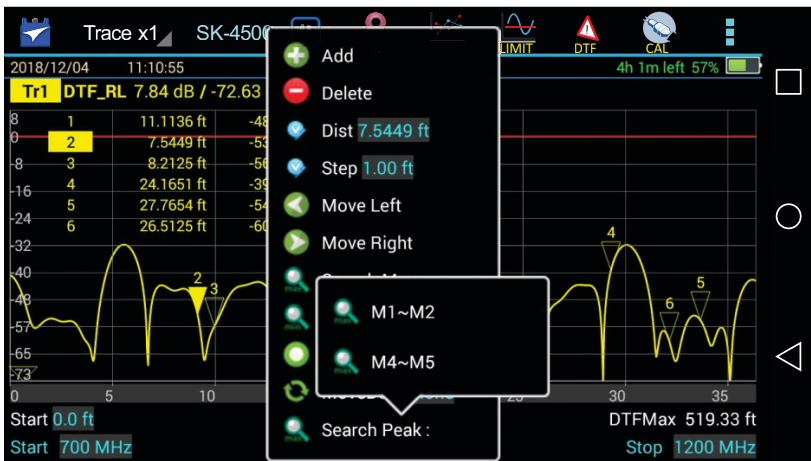 Trace x1 SK-4500
LIMIT DTF CAL
2018/12/04 11:10:55 4h 1m left 57%
Tr1 DTF_RL 7.84 dB / -72.63
8 1 11.1136 ft -48
0 2 7.5449 ft -53
-8 3 8.2125 ft -56
-16 4 24.1651 ft -39
5 27.7654 ft -54
-24 6 26.5125 ft -60
-32
-40
-48
-57
-65
-73
2 3 4 5 6
0 5 10 25 30 35
Start 0.0 ft DTFMax 519.33 ft
Start 700 MHz Stop 1200 MHz
Add
Delete
Dist 7.5449 ft
Step 1.00 ft
Move Left
Move Right
M1~M2
M4~M5
Search Peak :